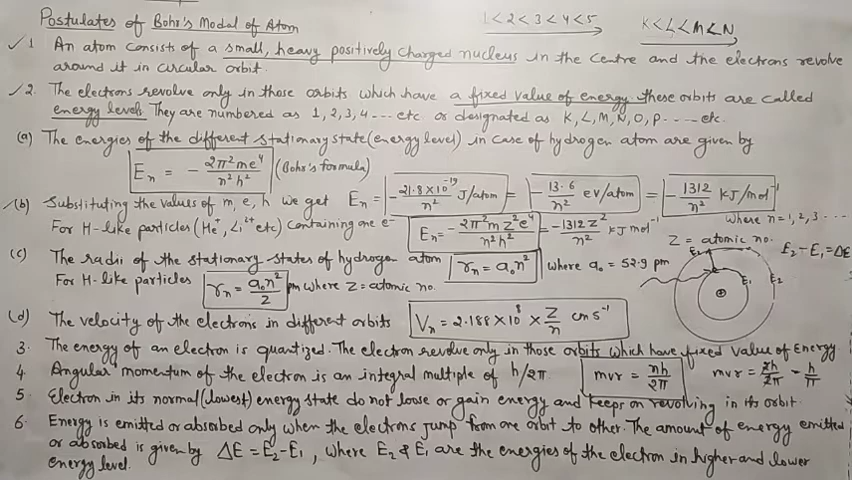 Postulates of Bohr's Modal of Atom
1<2<3<4<5
K<L<M<N
✓ 1. An atom consists of a small, heavy positively charged nucleus in the centre and the electrons revolve
around it in circular orbit.
✓ 2. The electrons revolve only in those orbits which have a fixed value of energy. These orbits are called
energy levels. They are numbered as 1, 2, 3, 4 ---- etc or designated as K, L, M, N, O, P - - - - etc.
(a) The energies of the different stationary state (energy level) in case of hydrogen atom are given by
Eₙ = - 2π²me⁴/n²h² (Bohr's formula)
(b) Substituting the values of m, e, h we get Eₙ = - 21.8×10⁻¹⁹/n² J/atom = - 13.6/n² eV/atom = - 1312/n² kJ/mol⁻¹
For H-like particles (He⁺, Li²⁺ etc) containing one e⁻ Eₙ = - 2π²mZ²e⁴/n²h² = - 1312Z²/n² kJ mol⁻¹ where n = 1, 2, 3 ---
Z = atomic no.
(c) The radii of the stationary states of hydrogen atom rₙ = a₀n² where a₀ = 52.9 pm
E₂ - E₁ = ΔE
For H-like particles rₙ = a₀n²/Z pm where Z = atomic no.
E₁ E₂
(d) The velocity of the electrons in different orbits Vₙ = 2.188×10⁸ × Z/n cm s⁻¹
3. The energy of an electron is quantized. The electron revolve only in those orbits which have fixed value of Energy
4. Angular momentum of the electron is an integral multiple of h/2π. mvr = nh/2π mvr = 2h/2π = h/π
5. Electron in its normal (lowest) energy state do not loose or gain energy and keeps on revolving in its orbit.
6. Energy is emitted or absorbed only when the electrons jump from one orbit to other. The amount of energy emitted
or absorbed is given by ΔE = E₂-E₁, where E₂ & E₁ are the energies of the electron in higher and lower
energy level.